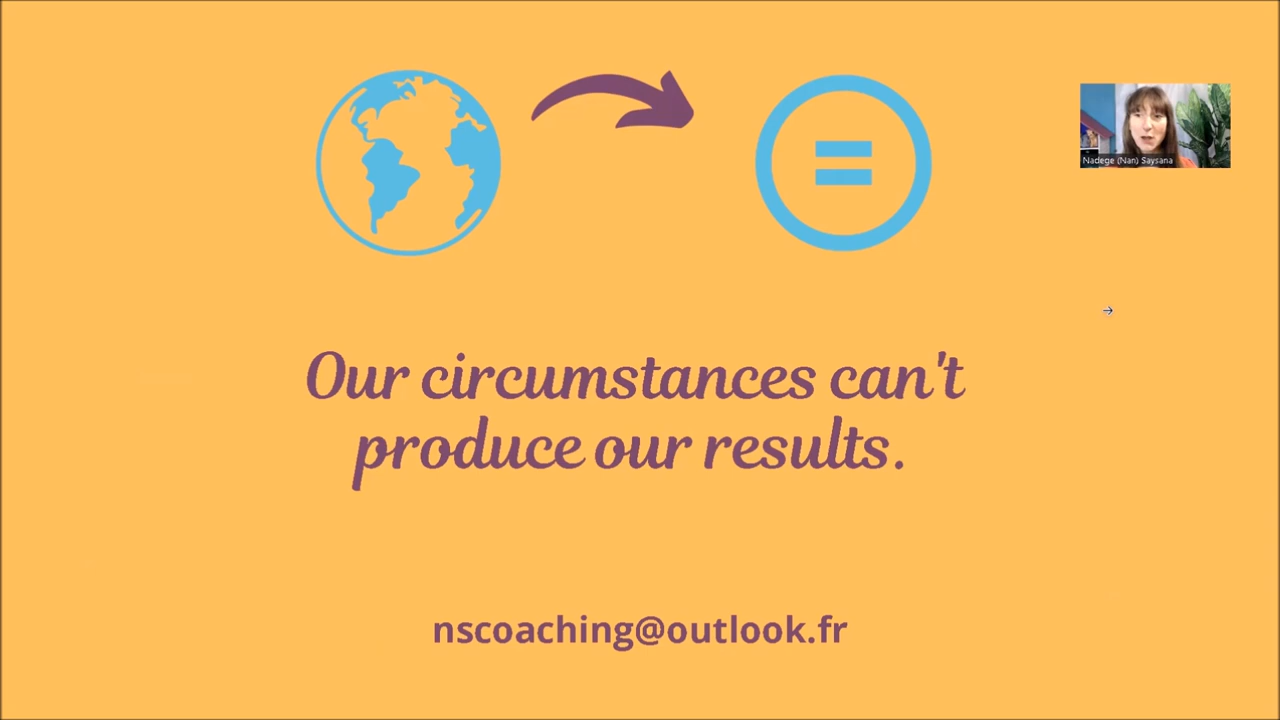 Nadege (Nan) Saysana
Our circumstances can't
produce our results.
nscoaching@outlook.fr